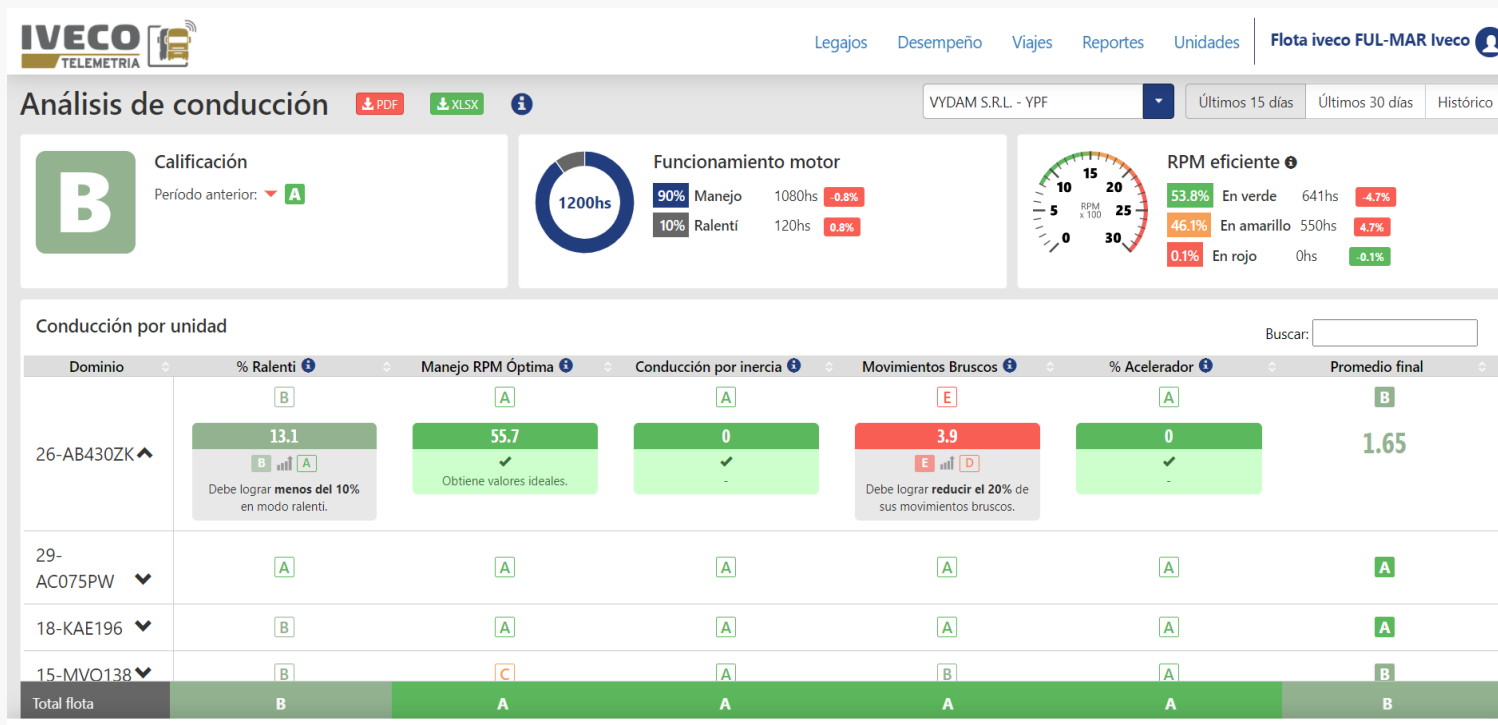 IVECO
TELEMETRIA
Legajos Desempeño Viajes Reportes Unidades Flota iveco FUL-MAR Iveco
Análisis de conducción PDF XLSX VYDAM S.R.L. - YPF Últimos 15 días Últimos 30 días Histórico
B
Calificación
Período anterior: A
1200hs
Funcionamiento motor
90% Manejo 1080hs -0.8%
10% Ralentí 120hs 0.8%
0 5 10 15 20 25 30
RPM
x 100
RPM eficiente
53.8% En verde 641hs -4.7%
46.1% En amarillo 550hs 4.7%
0.1% En rojo 0hs -0.1%
Conducción por unidad
Buscar:
Dominio % Ralenti Manejo RPM Óptima Conducción por inercia Movimientos Bruscos % Acelerador Promedio final
B A A E A B
26-AB430ZK 13.1 55.7 0 3.9 0 1.65
B A E D
Obtiene valores ideales. - -
Debe lograr menos del 10% Debe lograr reducir el 20% de
en modo ralenti. sus movimientos bruscos.
29-
AC075PW A A A A A A
18-KAE196 B A A A A A
15-MVO138 B C A B A B
Total flota B A A A A B